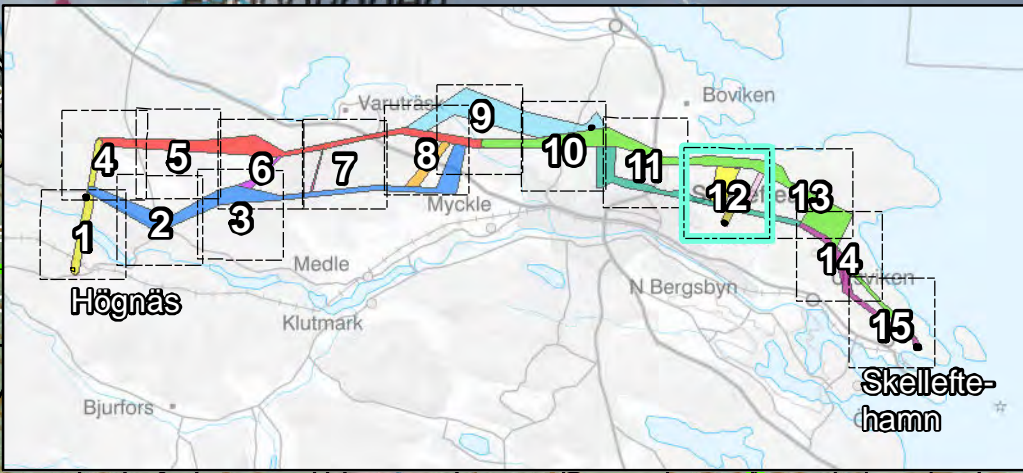 Boviken
Varuträsk
9
4
5
6
7
8
10
11
12
13
1
2
3
Myckle
14
Medle
N Bergsbyn
15
Högnäs
Klutmark
Skellefte-
hamn
Bjurfors